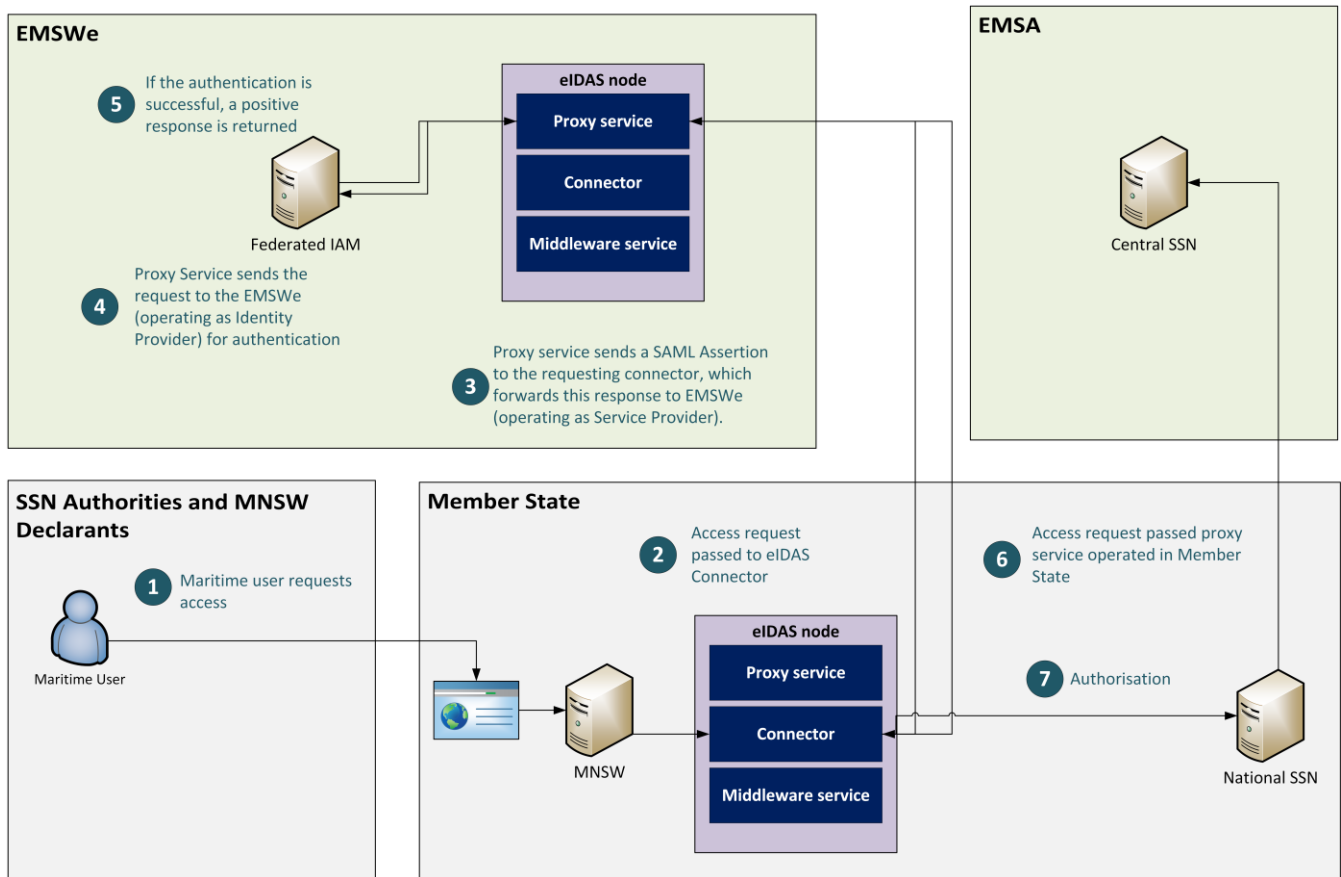 EMSWe
5
If the authentication is
successful, a positive
response is returned
eIDAS node
Proxy service
Connector
Middleware service
Federated IAM
4
Proxy Service sends the
request to the EMSWe
(operating as Identity
Provider) for authentication
3
Proxy service sends a SAML Assertion
to the requesting connector, which
forwards this response to EMSWe
(operating as Service Provider).
EMSA
Central SSN
SSN Authorities and MNSW
Declarants
1
Maritime user requests
access
Maritime User
Member State
2
Access request
passed to eIDAS
Connector
6
Access request passed proxy
service operated in Member
State
MNSW
eIDAS node
Proxy service
Connector
Middleware service
7
Authorisation
National SSN